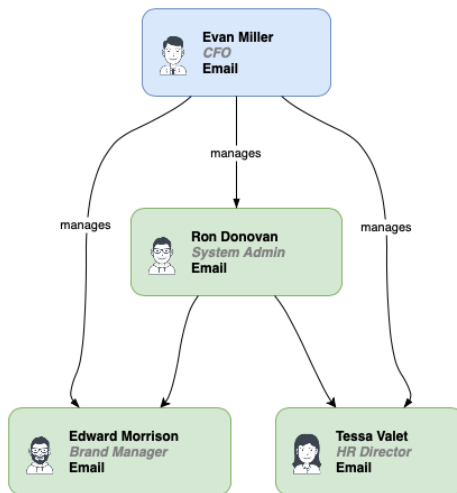 Evan Miller
CFO
Email
manages
manages
manages
Ron Donovan
System Admin
Email
Edward Morrison
Brand Manager
Email
Tessa Valet
HR Director
Email